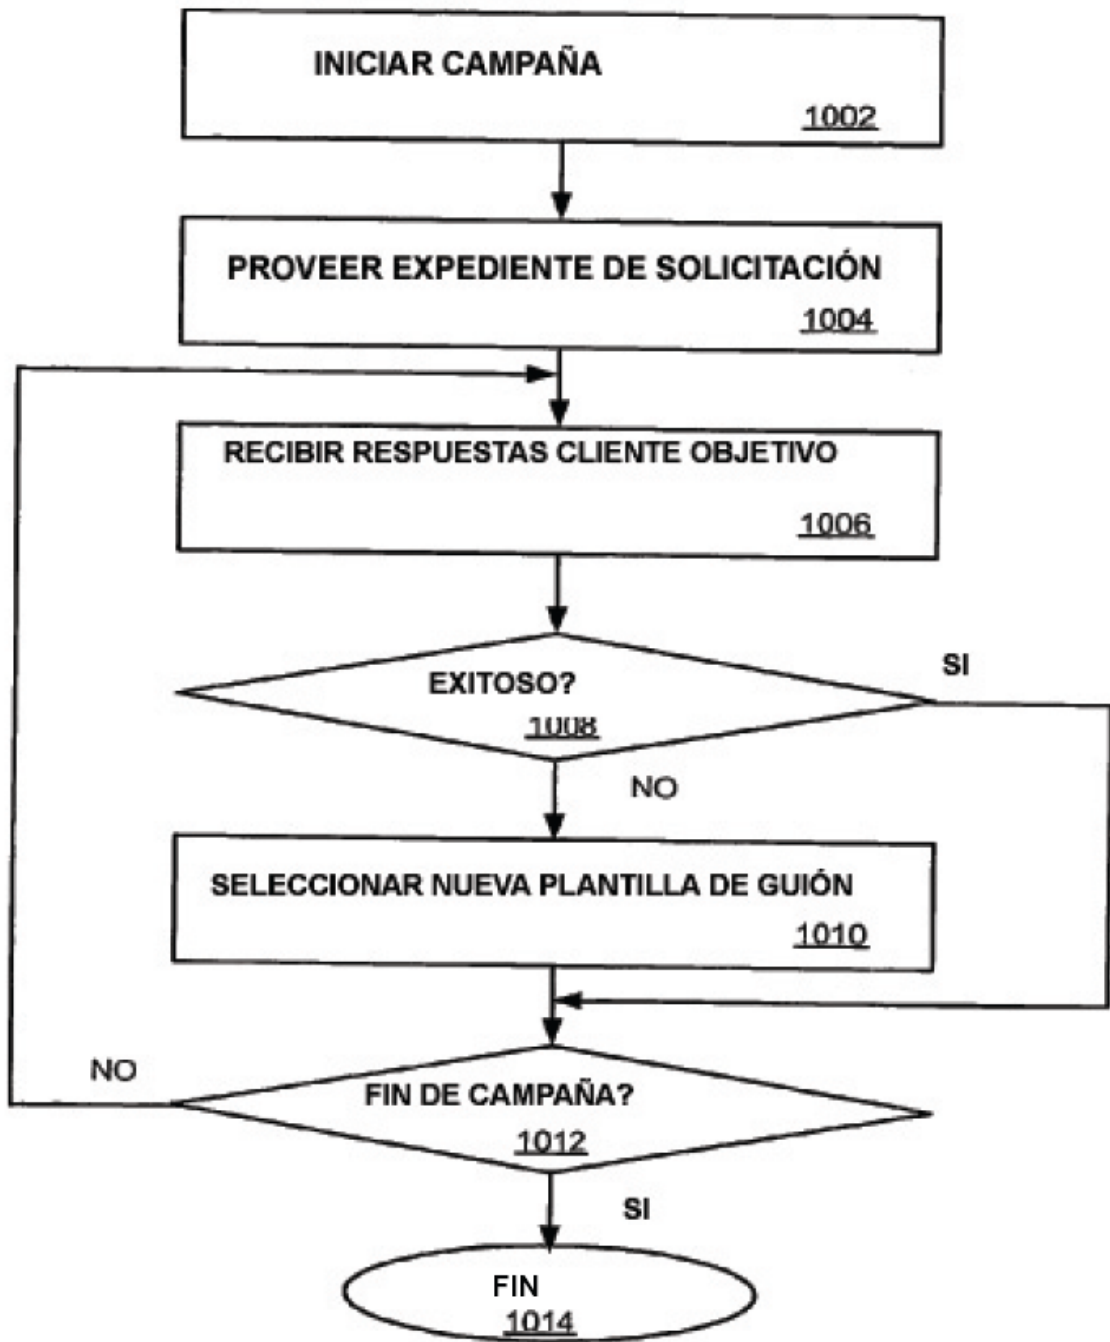 INICIAR CAMPAÑA
1002
PROVEER EXPEDIENTE DE SOLICITACIÓN
1004
RECIBIR RESPUESTAS CLIENTE OBJETIVO
1006
EXITOSO?
SI
1008
NO
SELECCIONAR NUEVA PLANTILLA DE GUIÓN
1010
NO
FIN DE CAMPAÑA?
1012
SI
FIN
1014